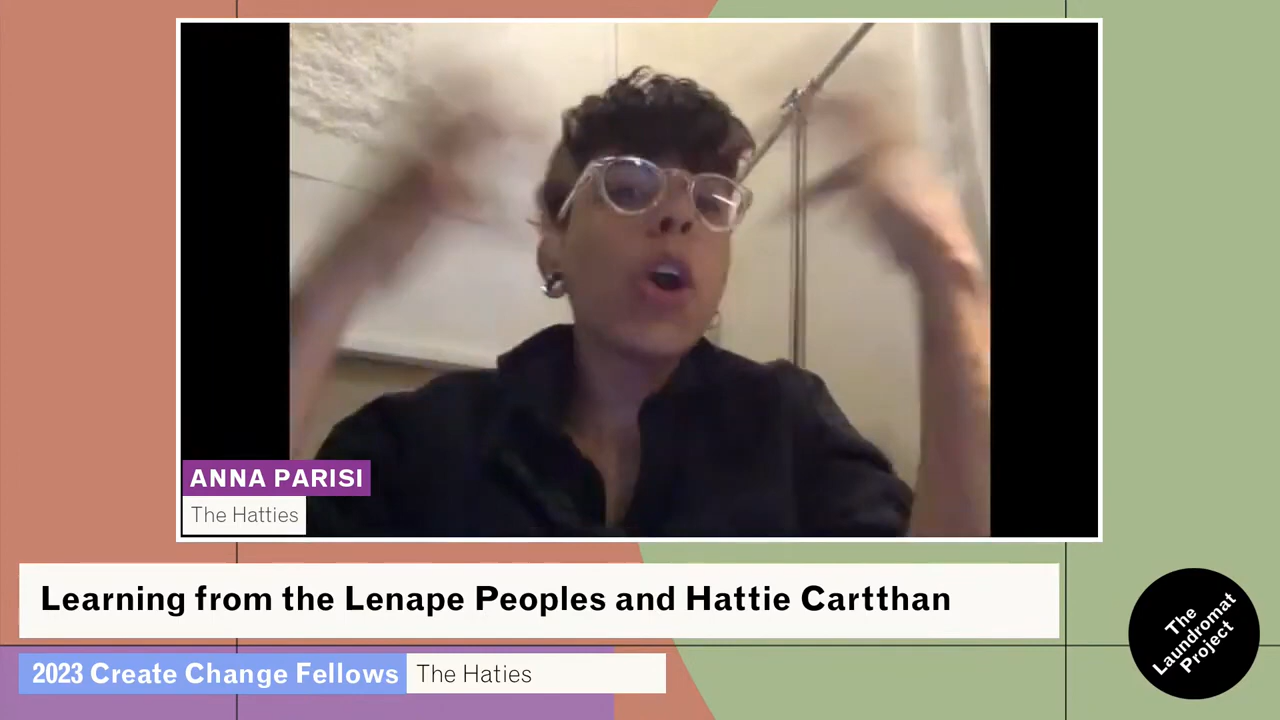 ANNA PARISI
The Hatties
Learning from the Lenape Peoples and Hattie Cartthan
2023 Create Change Fellows The Haties
The
Laundromat
Project